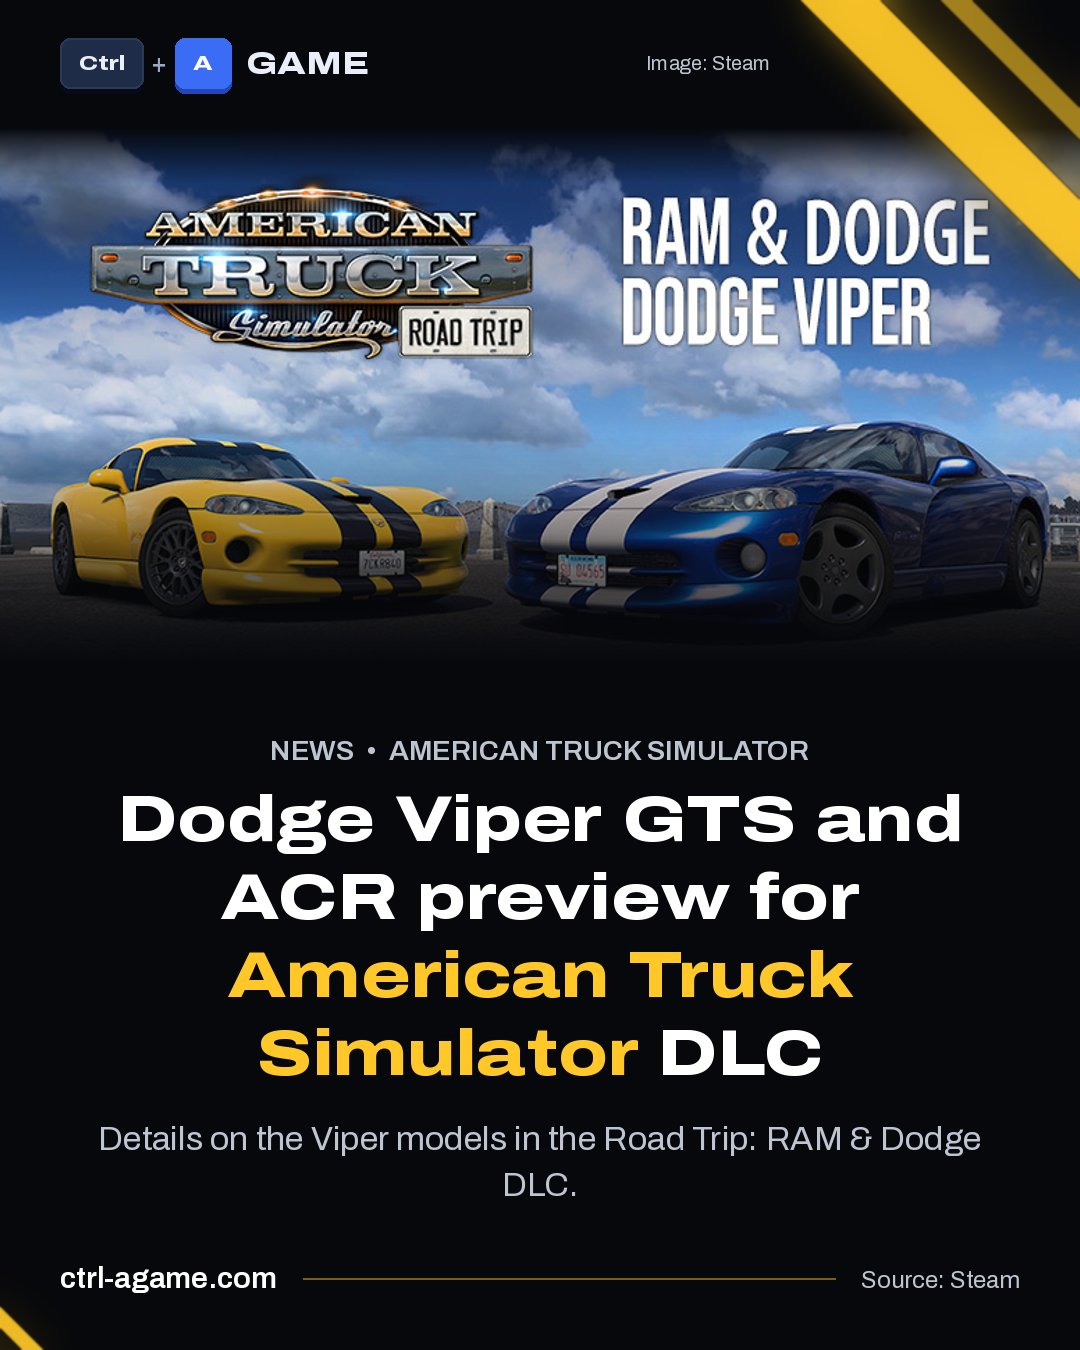 Ctrl + A GAME
Image: Steam
AMERICAN
TRUCK
Simulator ROAD TRIP
RAM & DODGE
DODGE VIPER
7CKR840
04565
NEWS • AMERICAN TRUCK SIMULATOR
Dodge Viper GTS and
ACR preview for
American Truck
Simulator DLC
Details on the Viper models in the Road Trip: RAM & Dodge
DLC.
ctrl-agame.com
Source: Steam